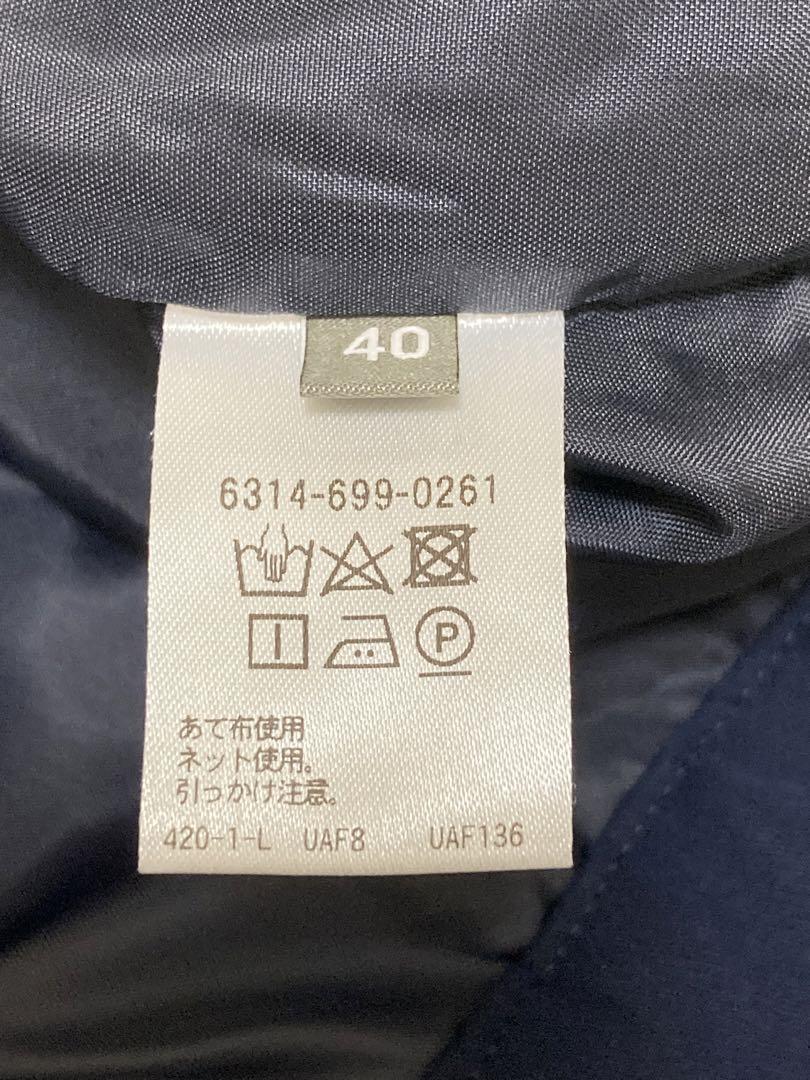 40
6314-699-0261
P
あて布使用
ネット使用。
引っかけ注意。
420-1-L UAF8 UAF136